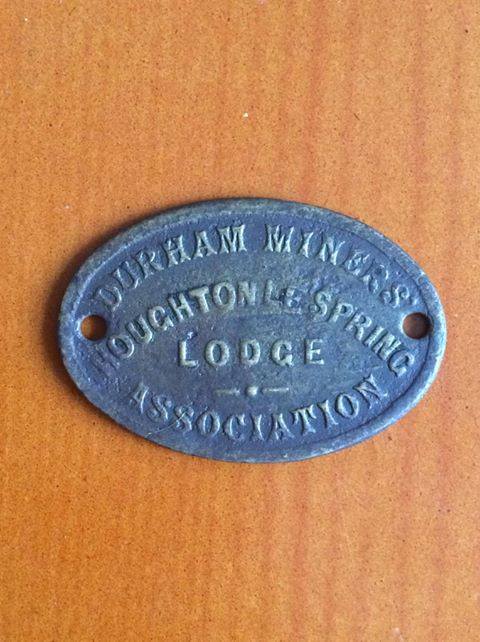 DURHAM MINERS
HOUGHTON LE SPRING
LODGE
ASSOCIATION